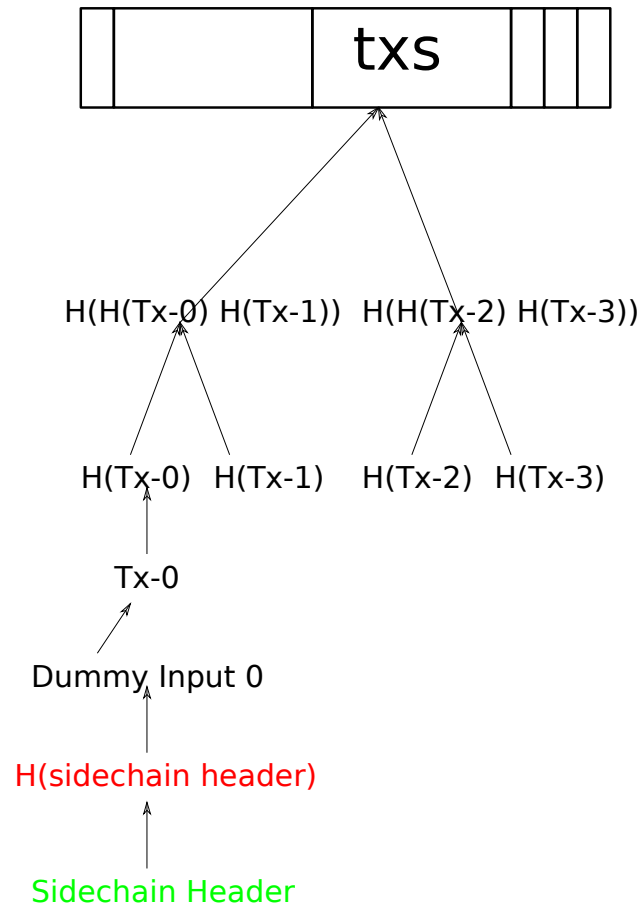 txs
H(H(Tx-0) H(Tx-1)) H(H(Tx-2) H(Tx-3))
H(Tx-0) H(Tx-1) H(Tx-2) H(Tx-3)
Tx-0
Dummy Input 0
H(sidechain header)
Sidechain Header